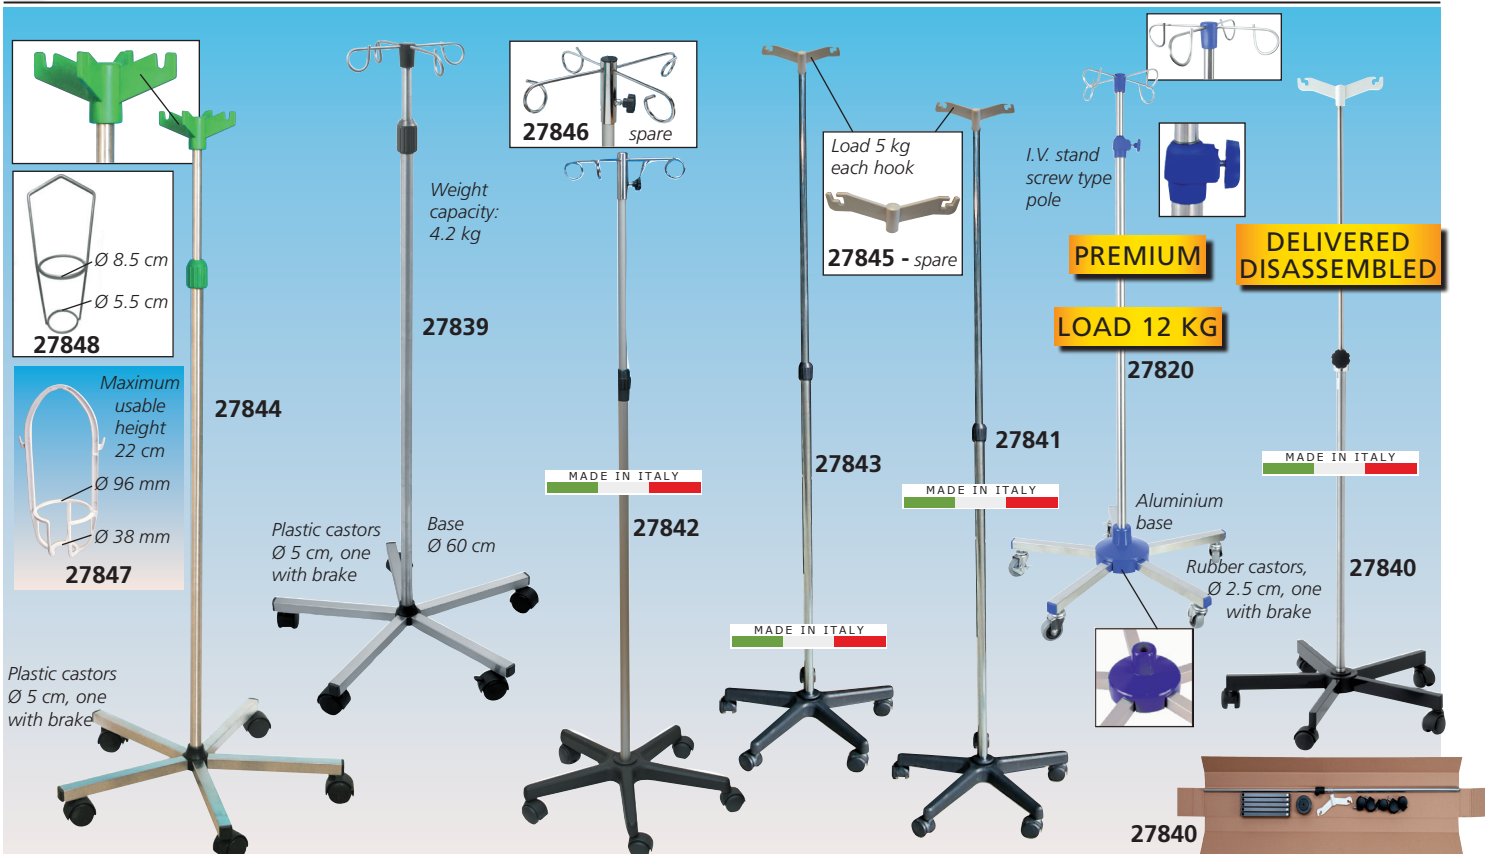 Ø 8.5 cm
Ø 5.5 cm
27848
Maximum
usable
height
22 cm
Ø 96 mm
Ø 38 mm
27847
27844
Plastic castors
Ø 5 cm, one
with brake
Weight
capacity:
4.2 kg
27839
Plastic castors
Ø 5 cm, one
with brake
Base
Ø 60 cm
27846 spare
MADE IN ITALY
27842
Load 5 kg
each hook
27845 - spare
27843
MADE IN ITALY
27841
MADE IN ITALY
I.V. stand
screw type
pole
PREMIUM
LOAD 12 KG
27820
Aluminium
base
Rubber castors,
Ø 2.5 cm, one
with brake
DELIVERED
DISASSEMBLED
MADE IN ITALY
27840
27840